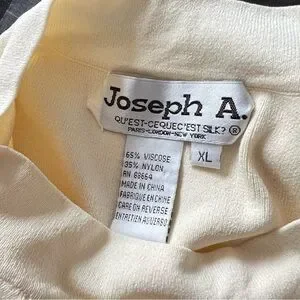 Joseph A.
QU'EST-CEQUEC'EST SILK? ®
PARIS-LONDON-NEW YORK
XL
65% VISCOSE
35% NYLON
RN 88664
MADE IN CHINA
FABRIQUE EN CHINE
CARE ON REVERSE
ENTRETIEN AU VERSO